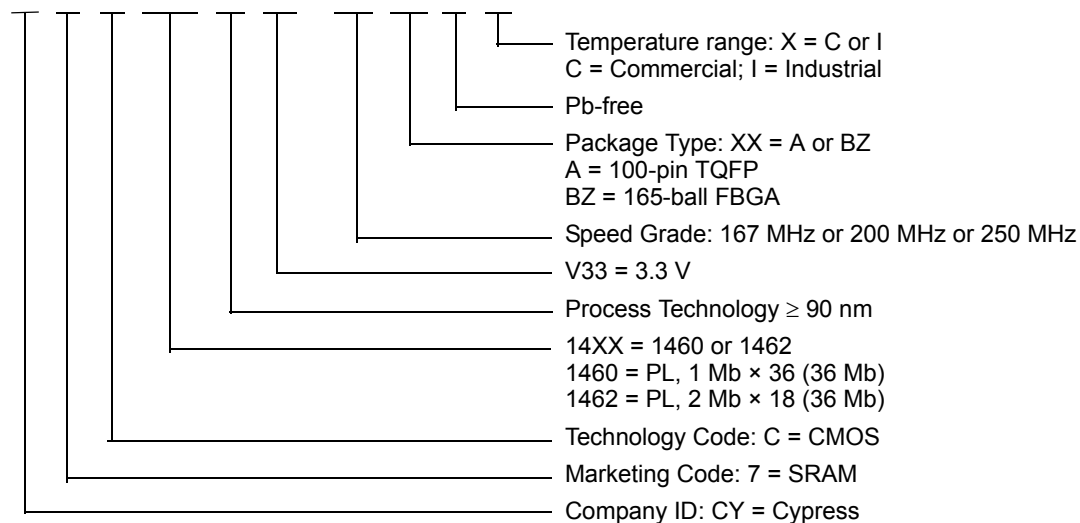 Temperature range: X = C or I
C = Commercial; I = Industrial
Pb-free
Package Type: XX = A or BZ
A = 100-pin TQFP
BZ = 165-ball FBGA
Speed Grade: 167 MHz or 200 MHz or 250 MHz
V33 = 3.3 V
Process Technology ≥ 90 nm
14XX = 1460 or 1462
1460 = PL, 1 Mb × 36 (36 Mb)
1462 = PL, 2 Mb × 18 (36 Mb)
Technology Code: C = CMOS
Marketing Code: 7 = SRAM
Company ID: CY = Cypress